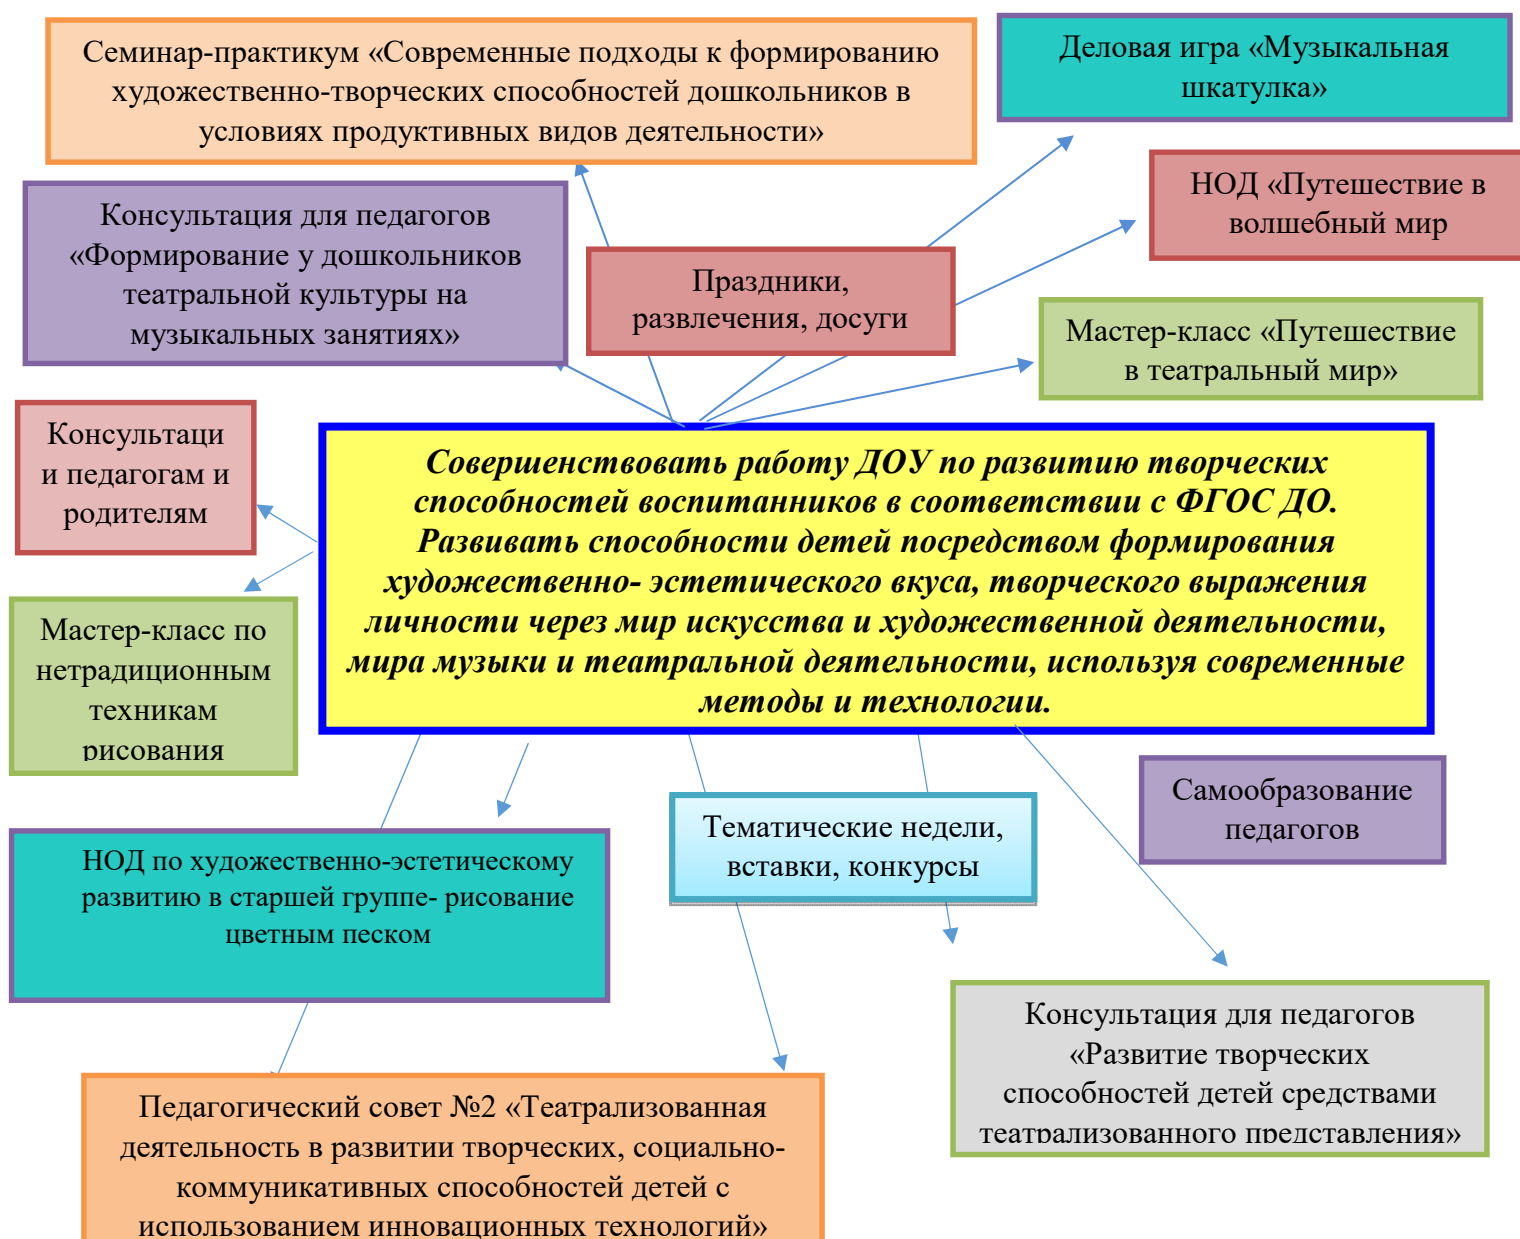 Семинар-практикум «Современные подходы к формированию
художественно-творческих способностей дошкольников в
условиях продуктивных видов деятельности»
Деловая игра «Музыкальная
шкатулка»
Консультация для педагогов
«Формирование у дошкольников
театральной культуры на
музыкальных занятиях»
Праздники,
развлечения, досуги
НОД «Путешествие в
волшебный мир
Мастер-класс «Путешествие
в театральный мир»
Консультаци
и педагогам и
родителям
Совершенствовать работу ДОУ по развитию творческих
способностей воспитанников в соответствии с ФГОС ДО.
Развивать способности детей посредством формирования
художественно- эстетического вкуса, творческого выражения
личности через мир искусства и художественной деятельности,
мира музыки и театральной деятельности, используя современные
методы и технологии.
Мастер-класс по
нетрадиционным
техникам
рисования
Самообразование
педагогов
Тематические недели,
вставки, конкурсы
НОД по художественно-эстетическому
развитию в старшей группе- рисование
цветным песком
Консультация для педагогов
«Развитие творческих
способностей детей средствами
театрализованного представления»
Педагогический совет №2 «Театрализованная
деятельность в развитии творческих, социально-
коммуникативных способностей детей с
использованием инновационных технологий»